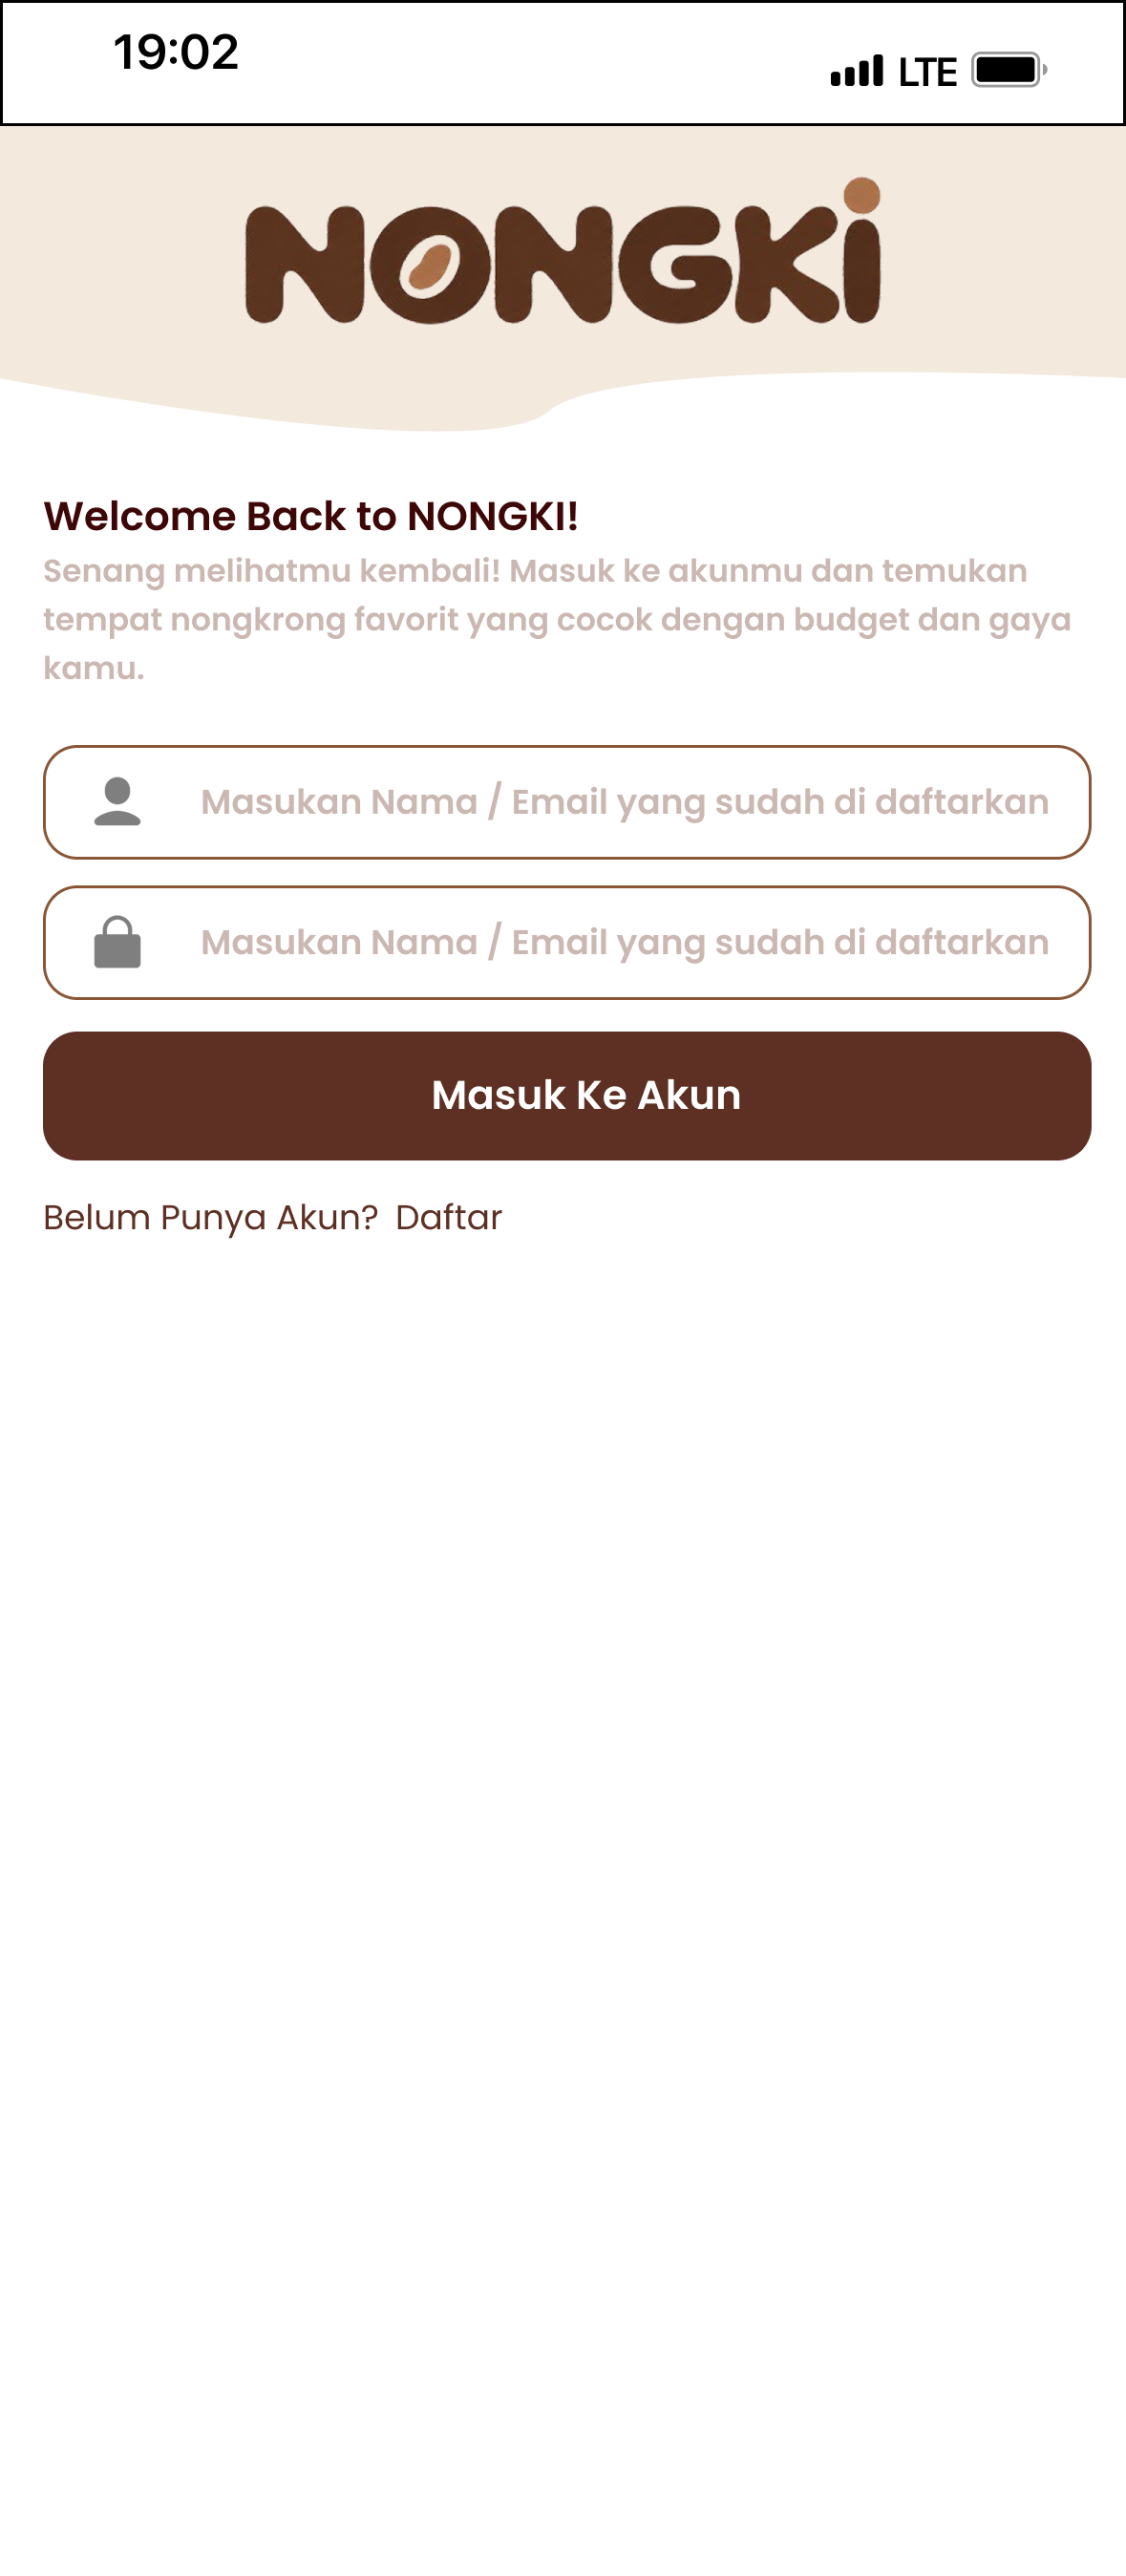 19:02
LTE
NONGKi
Welcome Back to NONGKI!
Senang melihatmu kembali! Masuk ke akunmu dan temukan
tempat nongkrong favorit yang cocok dengan budget dan gaya
kamu.
Masukan Nama / Email yang sudah di daftarkan
Masukan Nama / Email yang sudah di daftarkan
Masuk Ke Akun
Belum Punya Akun? Daftar